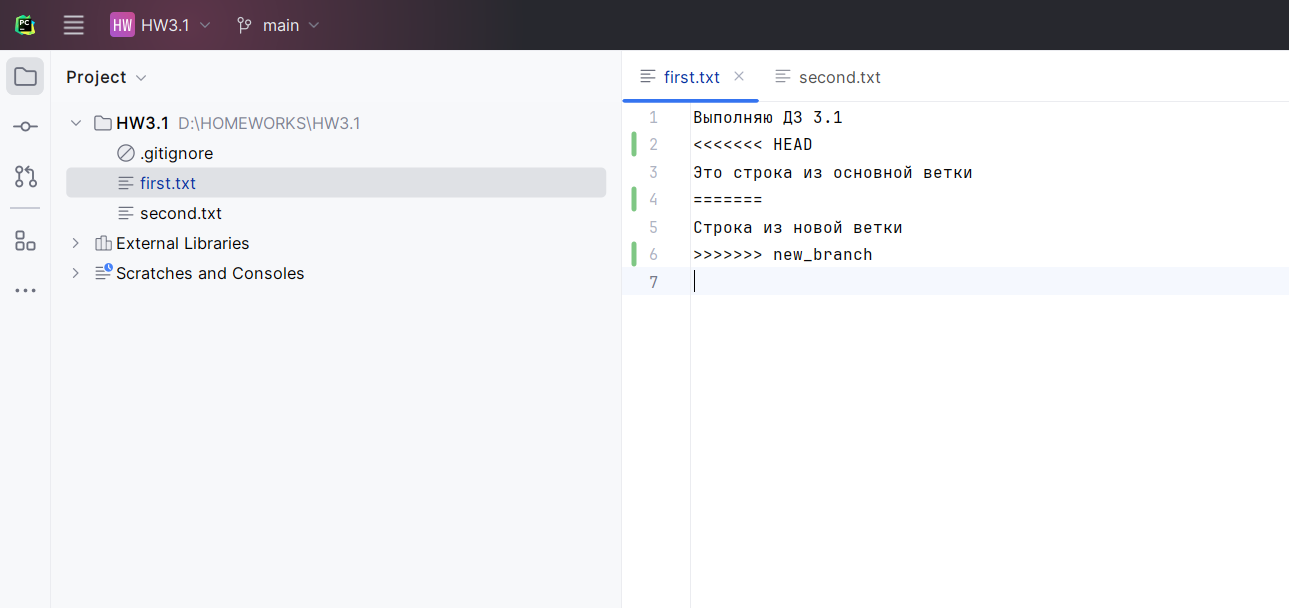 PC
HW HW3.1 main
Project
HW3.1 D:\HOMEWORKS\HW3.1
.gitignore
first.txt
second.txt
External Libraries
Scratches and Consoles
first.txt second.txt
1 Выполняю ДЗ 3.1
2 <<<<<<< HEAD
3 Это строка из основной ветки
4 =======
5 Строка из новой ветки
6 >>>>>>> new_branch
7